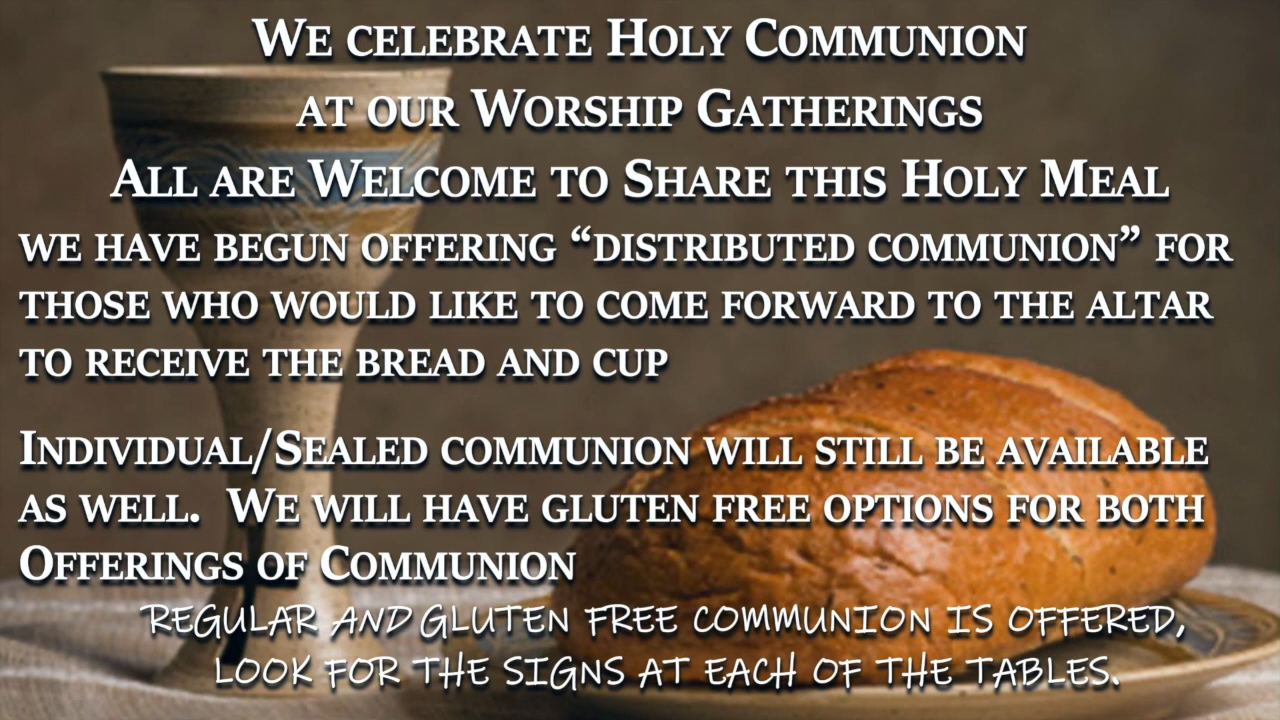 We celebrate Holy Communion
at our Worship Gatherings
All are Welcome to Share this Holy Meal
we have begun offering “distributed communion” for
those who would like to come forward to the altar
to receive the bread and cup
Individual/Sealed communion will still be available
as well.  We will have gluten free options for both
Offerings of Communion
REGULAR AND GLUTEN FREE COMMUNION IS OFFERED,
LOOK FOR THE SIGNS AT EACH OF THE TABLES.